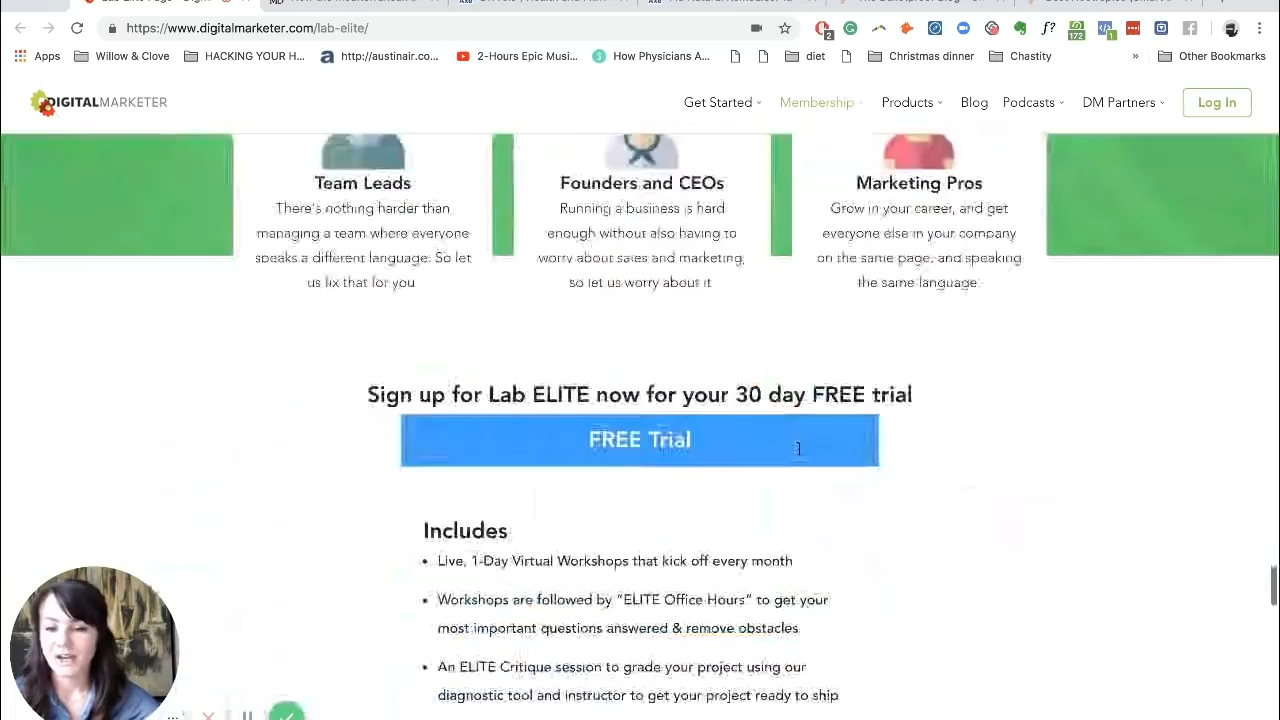 https://www.digitalmarketer.com/lab-elite/
2
172
1
Apps
Willow & Clove
HACKING YOUR H...
http://austinair.co...
2-Hours Epic Musi...
How Physicians A...
diet
Christmas dinner
Chastity
»
Other Bookmarks
DIGITALMARKETER
Get Started
Membership
Products
Blog
Podcasts
DM Partners
Log In
Team Leads
There's nothing harder than
managing a team where everyone
speaks a different language. So let
us fix that for you
Founders and CEOs
Running a business is hard
enough without also having to
worry about sales and marketing,
so let us worry about it
Marketing Pros
Grow in your career, and get
everyone else in your company
on the same page, and speaking
the same language.
Sign up for Lab ELITE now for your 30 day FREE trial
FREE Trial
Includes
• Live, 1-Day Virtual Workshops that kick off every month
• Workshops are followed by “ELITE Office Hours” to get your
most important questions answered & remove obstacles
• An ELITE Critique session to grade your project using our
diagnostic tool and instructor to get your project ready to ship